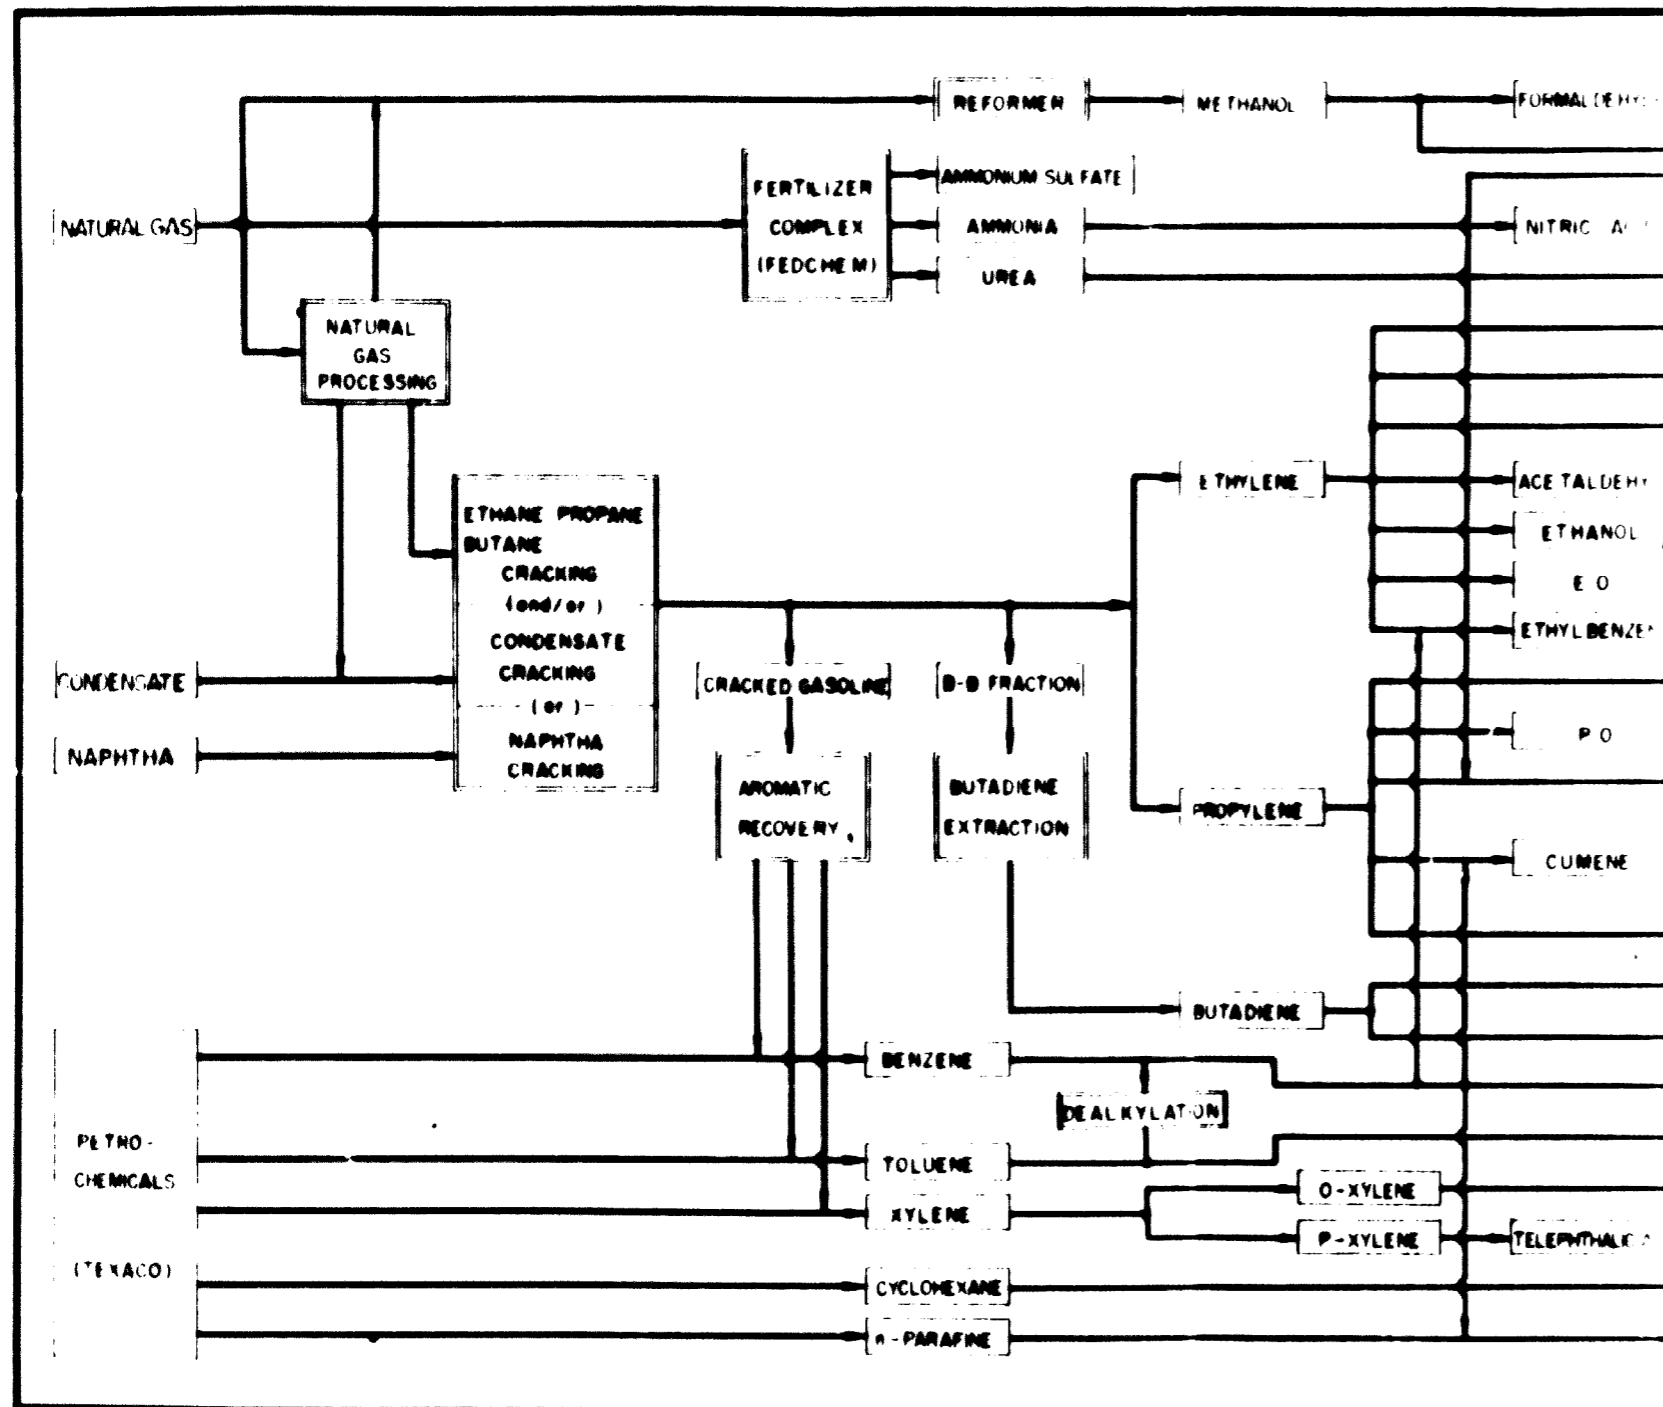 REFORMER
METHANOL
FERTILIZER
COMPLEX
(FEDCHEM)
AMMONIUM SULFATE
AMMONIA
UREA
NITRIC
NATURAL GAS
NATURAL
GAS
PROCESSING
ETHANE PROPANE
BUTANE
CRACKING
(and/or)
CONDENSATE
CRACKING
(or)
NAPHTHA
CRACKING
CONDENSATE
NAPHTHA
CRACKED GASOLINE
B-B FRACTION
AROMATIC
RECOVERY
BUTADIENE
EXTRACTION
ETHYLENE
PROPYLENE
ETHANOL
E O
P O
CUMENE
BUTADIENE
PETRO-
CHEMICALS
(TEXACO)
BENZENE
DEALKYLATION
TOLUENE
XYLENE
O-XYLENE
P-XYLENE
CYCLOHEXANE
n-PARAFINE